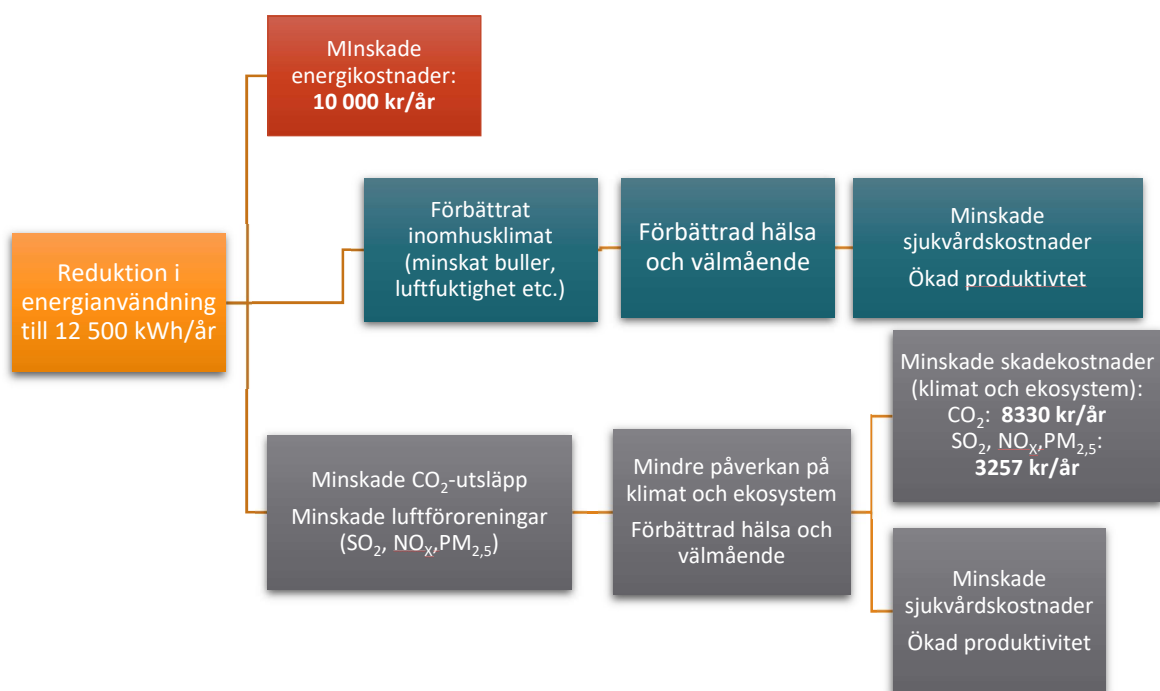 MInskade
energikostnader:
10 000 kr/år
Reduktion i
energianvändning
till 12 500 kWh/år
Förbättrat
inomhusklimat
(minskat buller,
luftfuktighet etc.)
Förbättrad hälsa
och välmående
Minskade
sjukvårdskostnader
Ökad produktivtet
Minskade CO₂-utsläpp
Minskade luftföroreningar
(SO₂, NOₓ,PM₂,₅)
Mindre påverkan på
klimat och ekosystem
Förbättrad hälsa och
välmående
Minskade skadekostnader
(klimat och ekosystem):
CO₂: 8330 kr/år
SO₂, NOₓ,PM₂,₅:
3257 kr/år
Minskade
sjukvårdskostnader
Ökad produktivitet